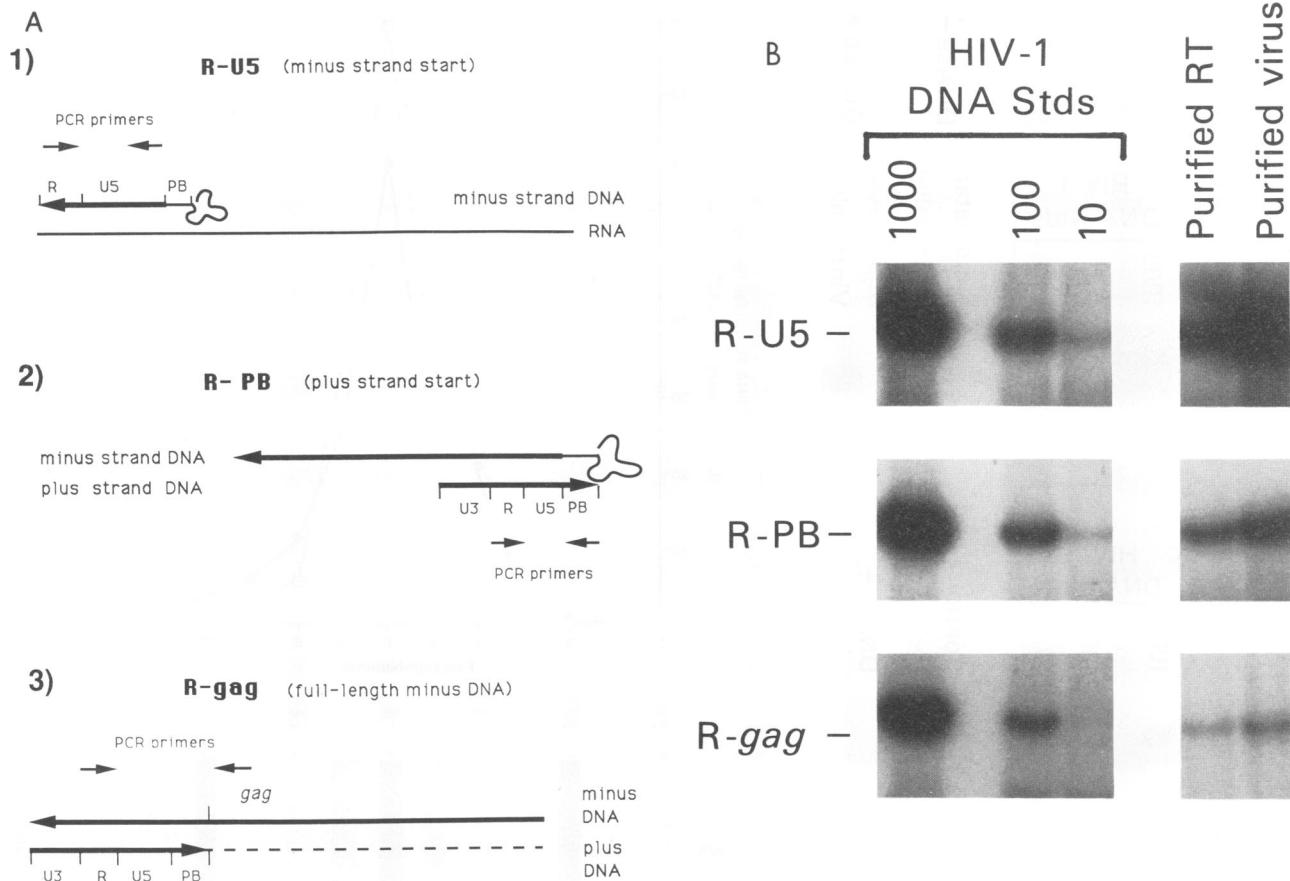 A
1)
R-U5 (minus strand start)
PCR primers
R U5 PB
minus strand DNA
RNA
2)
R- PB (plus strand start)
minus strand DNA
plus strand DNA
U3 R U5 PB
PCR primers
3)
R-gag (full-length minus DNA)
PCR primers
gag
minus
DNA
plus
DNA
U3 R U5 PB
B
HIV-1
DNA Stds
1000 100 10 Purified RT Purified virus
R-U5 –
R-PB –
R-gag –